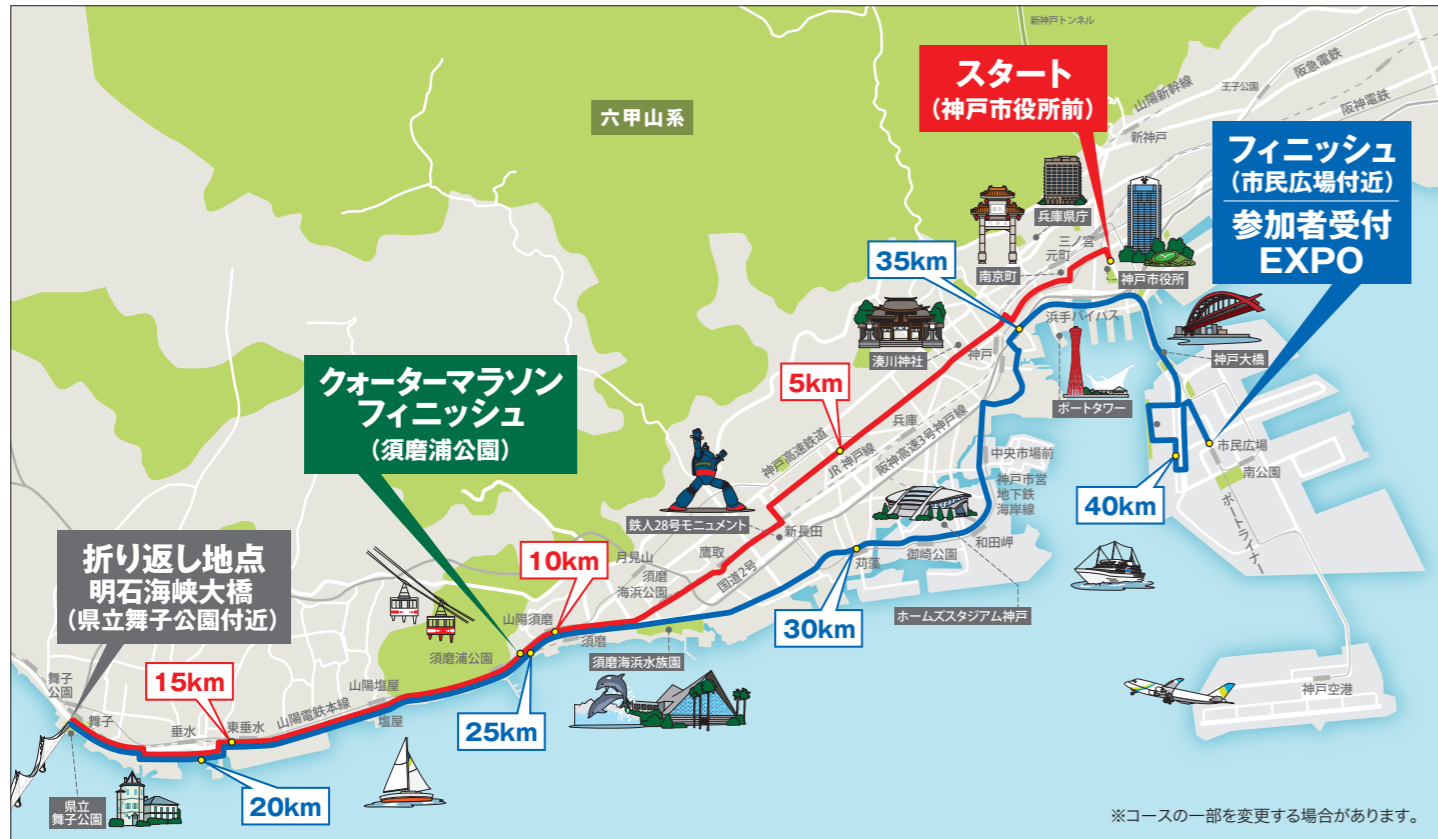 新神戸トンネル
スタート
（神戸市役所前）
阪急電鉄
王子公園
山陽新幹線
阪神電鉄
新神戸
六甲山系
フィニッシュ
（市民広場付近）
参加者受付
EXPO
兵庫県庁
三ノ宮
元町
南京町
神戸市役所
35km
浜手バイパス
神戸
湊川神社
神戸大橋
ポートタワー
クォーターマラソン
フィニッシュ
（須磨浦公園）
5km
兵庫
神戸高速鉄道
JR神戸線
阪神高速3号神戸線
中央市場前
神戸市営
地下鉄
海岸線
市民広場
南公園
ポートライナー
40km
鉄人28号モニュメント
新長田
鷹取
国道2号
月見山
須磨
海浜公園
和田岬
御崎公園
苅藻
ホームズスタジアム神戸
30km
折り返し地点
明石海峡大橋
（県立舞子公園付近）
10km
山陽須磨
須磨
須磨浦公園
須磨海浜水族園
25km
15km
山陽塩屋
塩屋
山陽電鉄本線
東垂水
垂水
舞子
公園
舞子
20km
県立
舞子公園
神戸空港
※コースの一部を変更する場合があります。